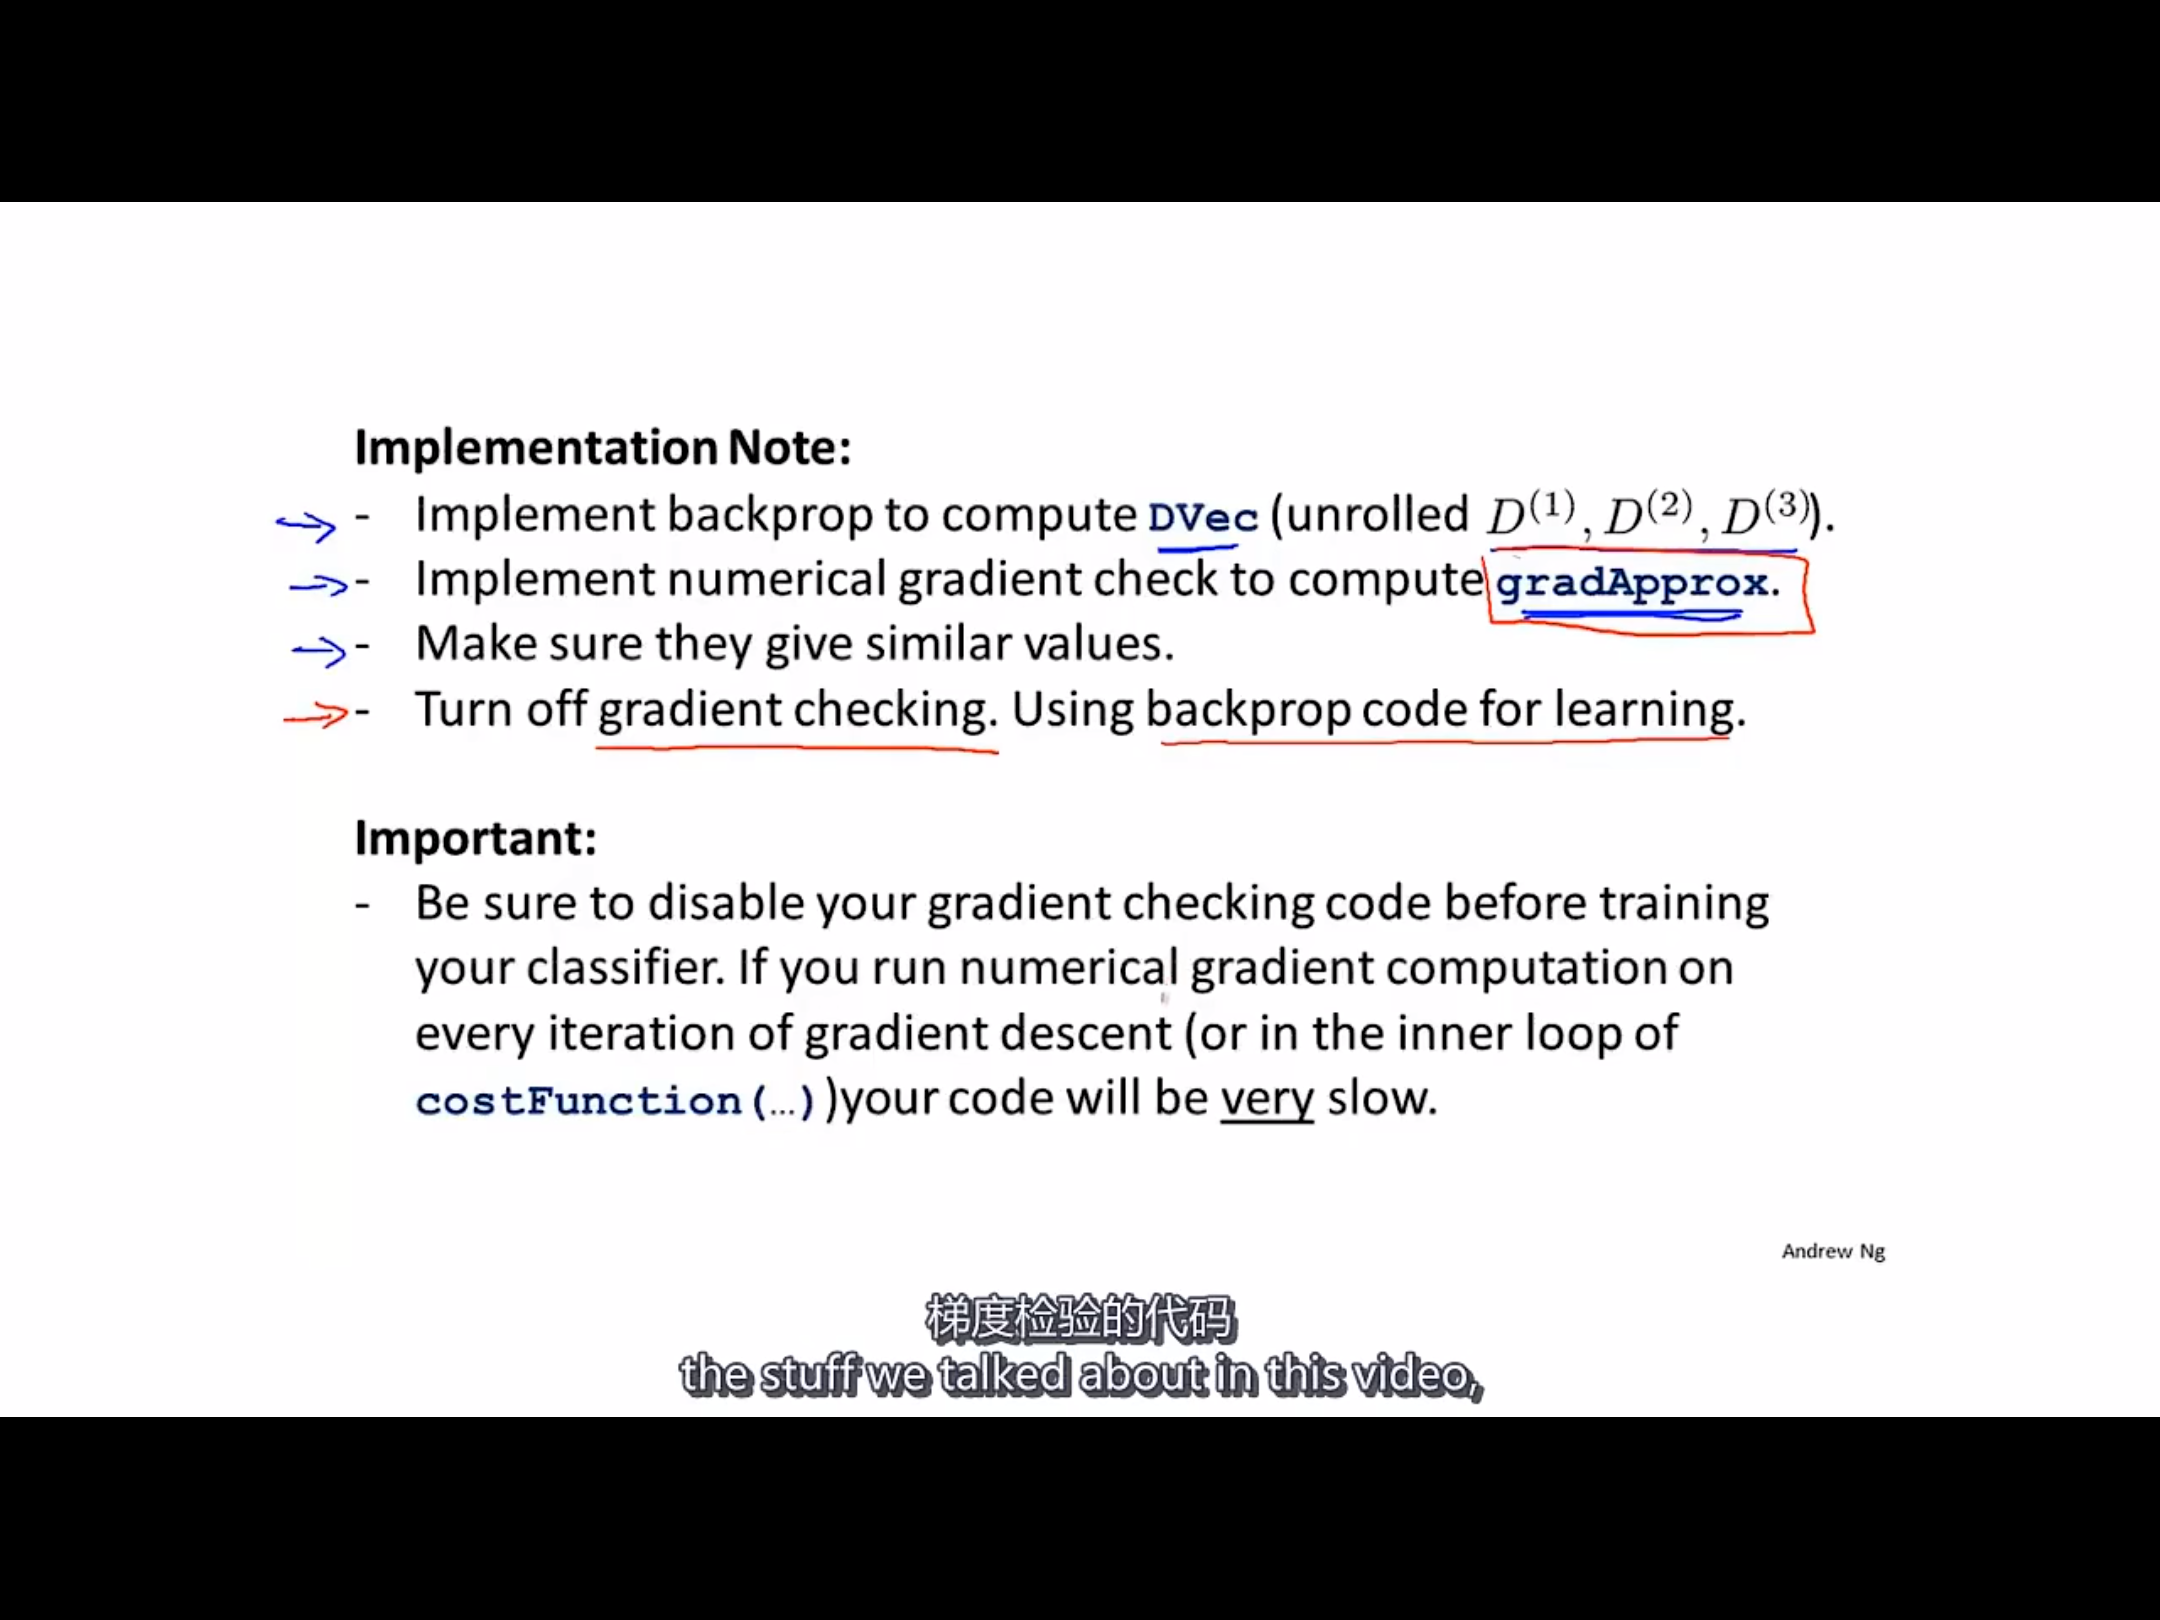 Implementation Note:
- Implement backprop to compute DVec (unrolled D^{(1)}, D^{(2)}, D^{(3)}).
- Implement numerical gradient check to compute gradApprox.
- Make sure they give similar values.
- Turn off gradient checking. Using backprop code for learning.
Important:
- Be sure to disable your gradient checking code before training
your classifier. If you run numerical gradient computation on
every iteration of gradient descent (or in the inner loop of
costFunction(…))your code will be very slow.
Andrew Ng
梯度检验的代码
the stuff we talked about in this video,